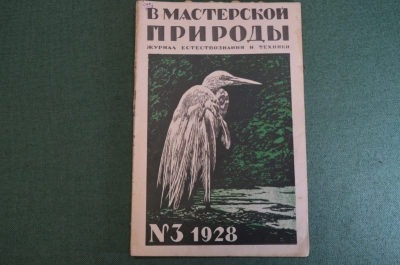 В МАСТЕРСКОЙ
ПРИРОДЫ
ЖУРНАЛ ЕСТЕСТВОЗНАНИЯ И ТЕХНИКИ
№3 1928